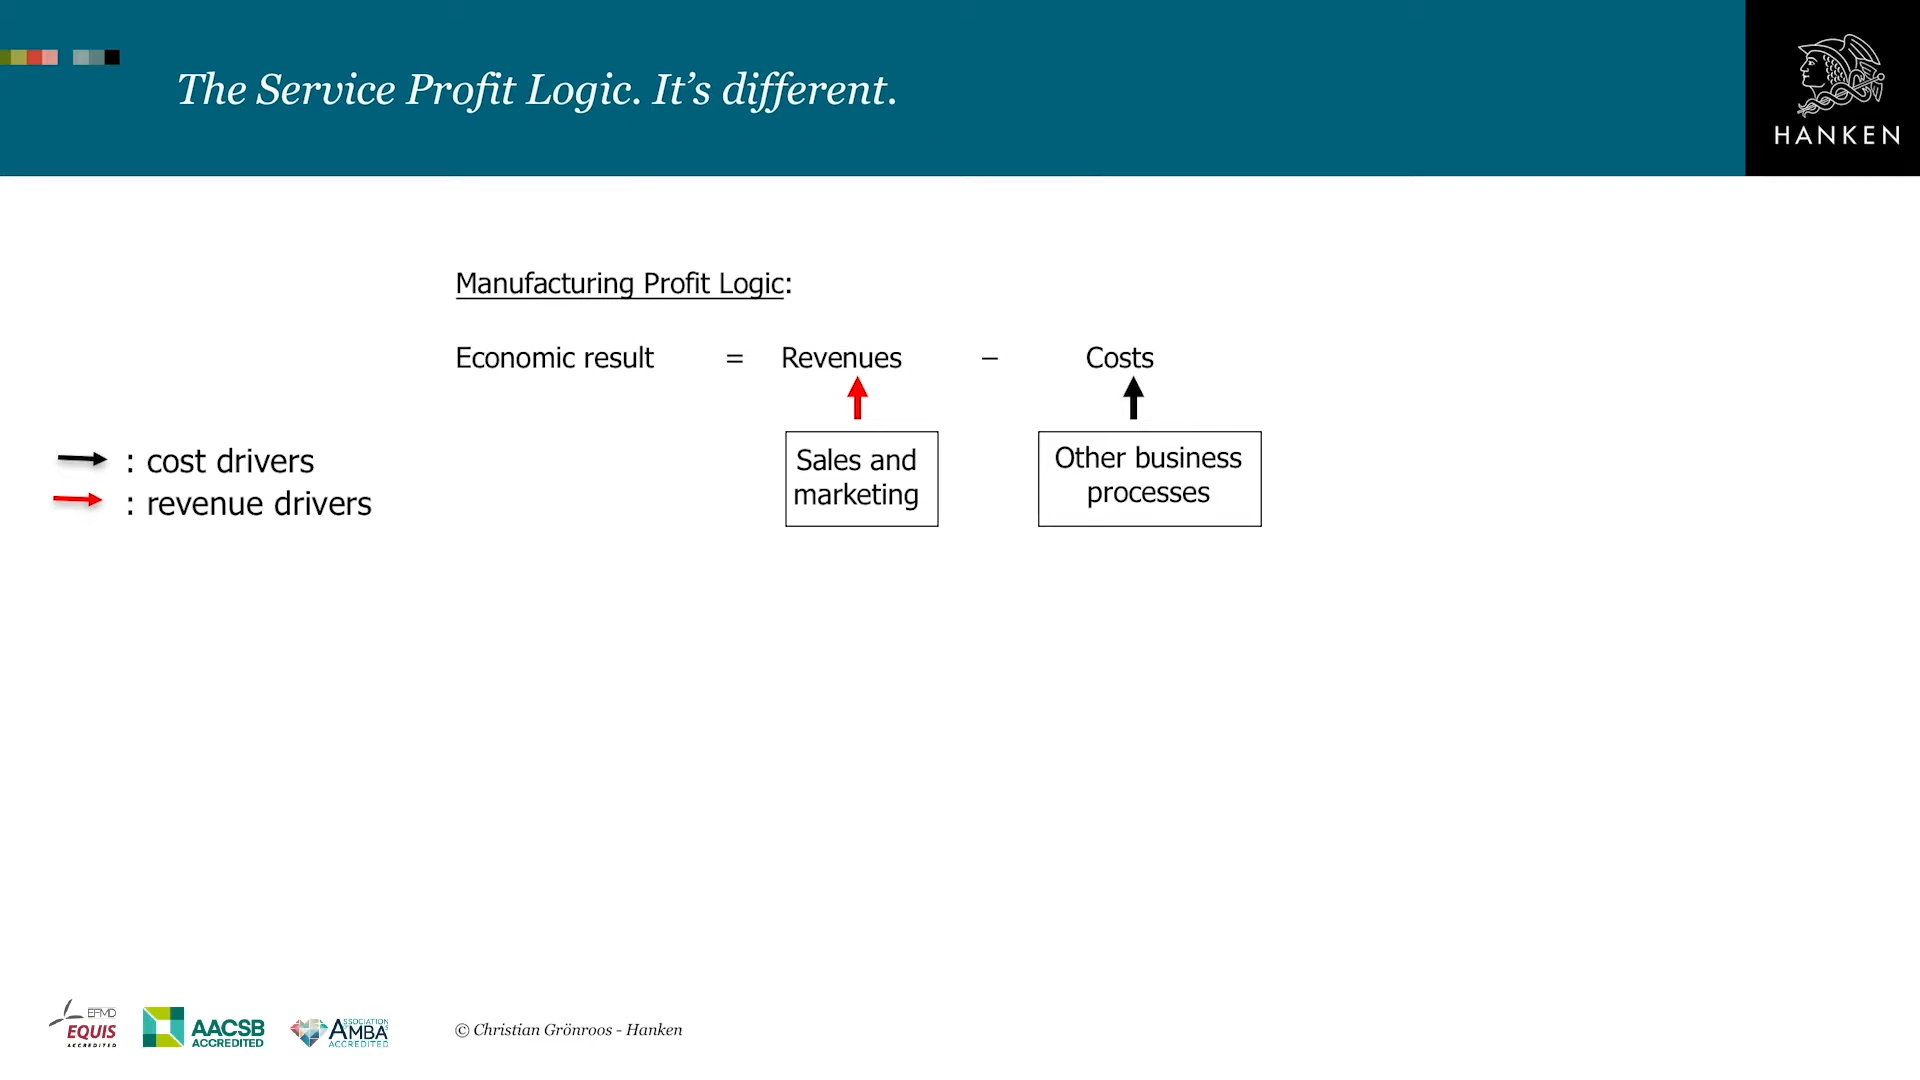 The Service Profit Logic. It's different.
HANKEN
Manufacturing Profit Logic:
Economic result = Revenues – Costs
Sales and
marketing
Other business
processes
: cost drivers
: revenue drivers
EFMD
EQUIS
ACCREDITED
AACSB
ACCREDITED
ASSOCIATION
AMBA
ACCREDITED
© Christian Grönroos - Hanken